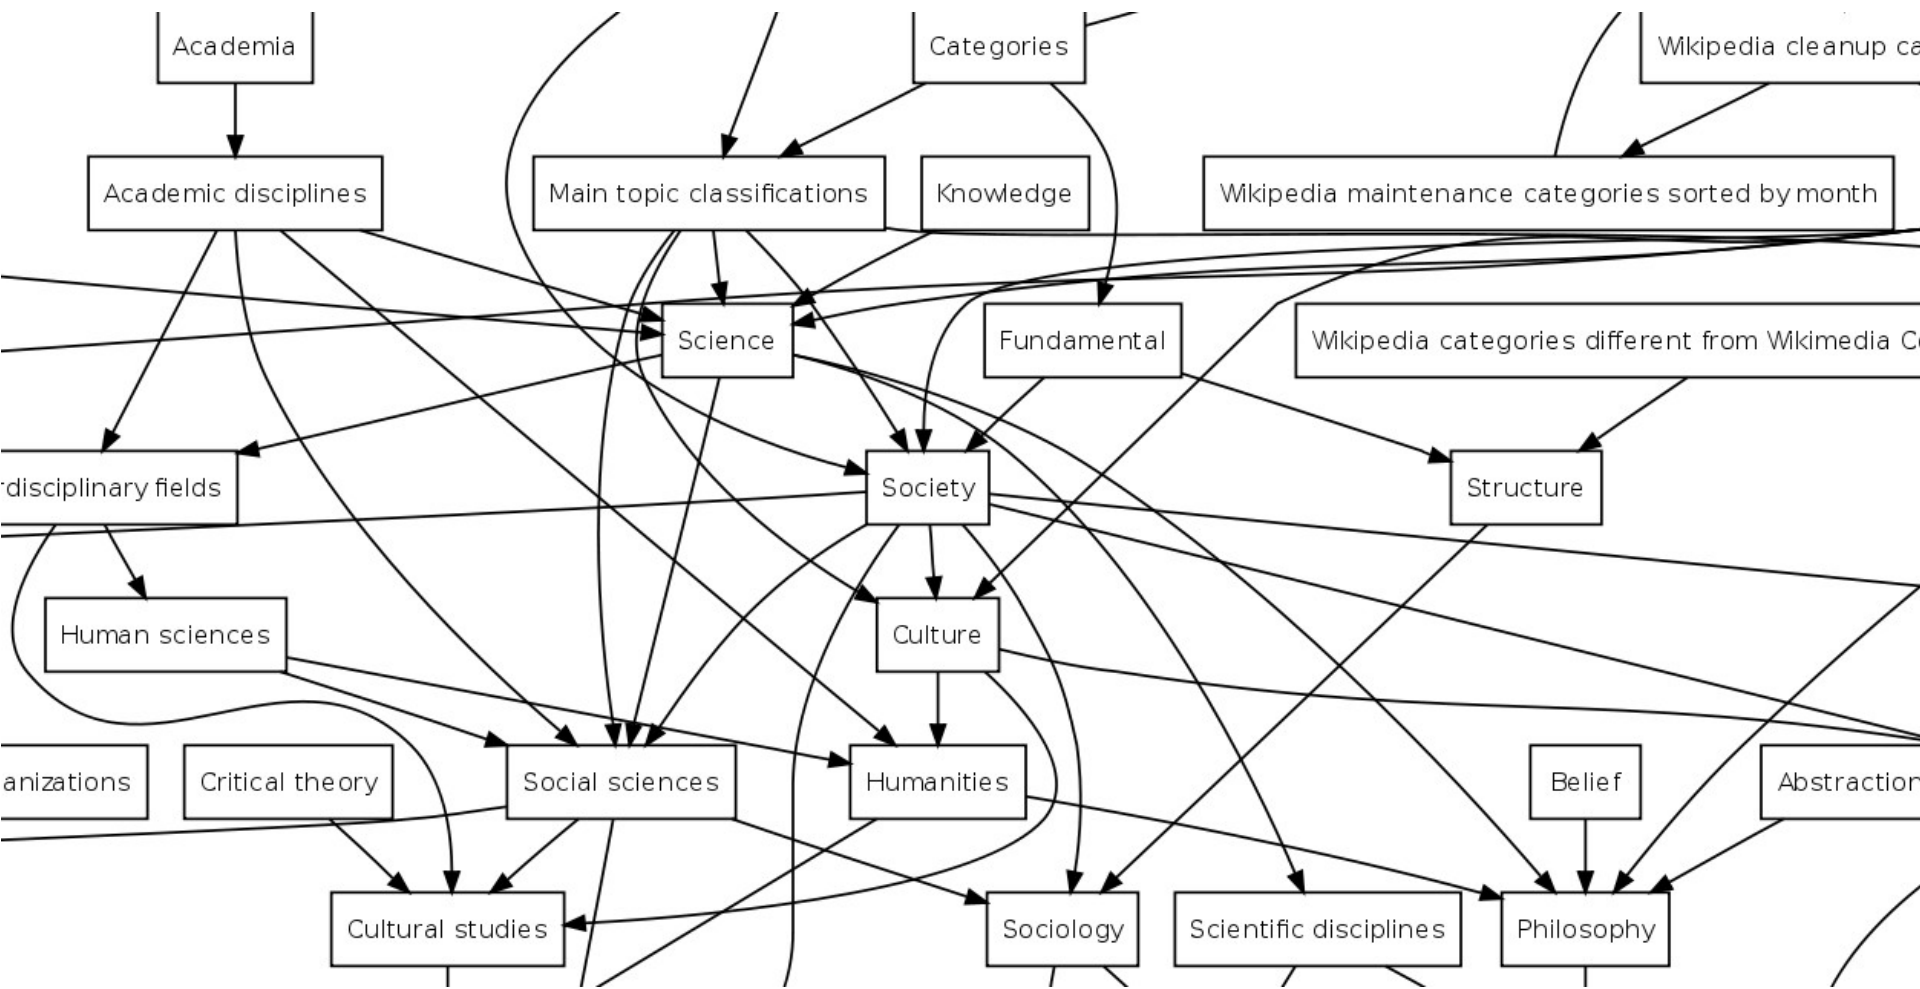 Academia
Categories
Wikipedia cleanup ca
Academic disciplines
Main topic classifications
Knowledge
Wikipedia maintenance categories sorted by month
Science
Fundamental
Wikipedia categories different from Wikimedia Co
rdisciplinary fields
Society
Structure
Human sciences
Culture
anizations
Critical theory
Social sciences
Humanities
Belief
Abstraction
Cultural studies
Sociology
Scientific disciplines
Philosophy